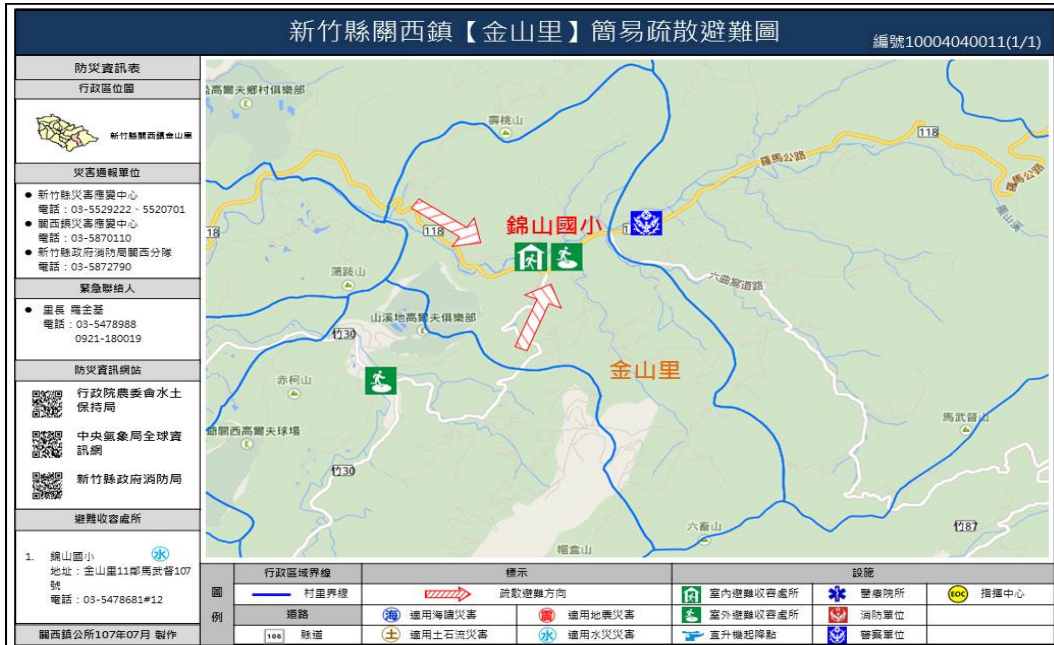 新竹縣關西鎮【金山里】簡易疏散避難圖
編號10004040011(1/1)
防災資訊表
行政區位圖
新竹縣關西鎮金山里
災害通報單位
● 新竹縣災害應變中心
電話：03-5529222、5520701
● 關西鎮災害應變中心
電話：03-5870110
● 新竹縣政府消防局關西分隊
電話：03-5872790
緊急聯絡人
● 里長 羅金基
電話：03-5478988
0921-180019
防災資訊網站
行政院農委會水土
保持局
中央氣象局全球資
訊網
新竹縣政府消防局
避難收容處所
1. 錦山國小 水
地址：金山里11鄰馬武督107
號
電話：03-5478681#12
關西鎮公所107年07月 製作
高爾夫鄉村俱樂部
壽桃山
118
羅馬公路
羅馬公路
118
18
錦山國小
1
六曲窩道路
山溪地高爾夫俱樂部
竹30
赤柯山
金山里
關西高爾夫球場
竹30
馬武督山
六畜山
竹87
帽盒山
圖
例
行政區域界線
標示
設施
村里界線
疏散避難方向
室內避難收容處所
醫療院所
EOC 指揮中心
道路
海 適用海嘯災害
震 適用地震災害
室外避難收容處所
消防單位
106 縣道
土 適用土石流災害
水 適用水災災害
直升機起降點
警察單位